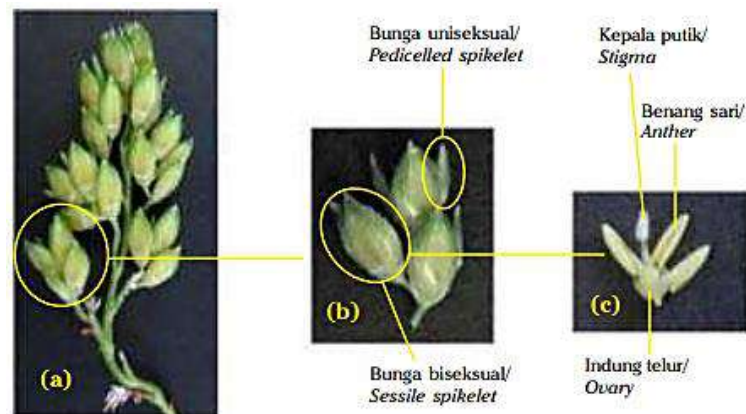 Bunga uniseksual/
Pedicelled spikelet
Kepala putik/
Stigma
Benang sari/
Anther
(a)
(b)
(c)
Bunga biseksual/
Sessile spikelet
Indung telur/
Ovary